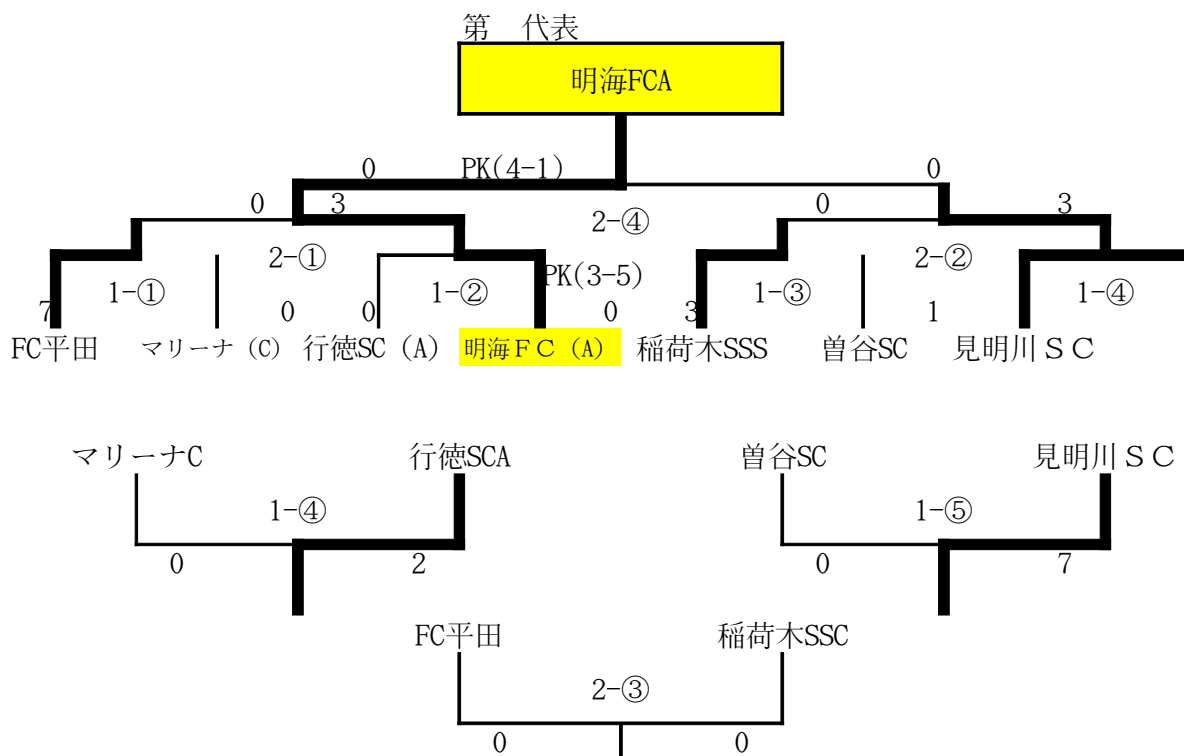 第　代表
明海FCA
0 PK(4-1) 0
0 3 2-④ 0 3
2-① 2-②
PK(3-5)
1-① 1-② 1-③ 1-④
7 0 0 0 3 1
FC平田 マリーナ（C） 行徳SC（A） 明海ＦＣ（A） 稲荷木SSS 曽谷SC 見明川ＳＣ
マリーナC 行徳SCA 曽谷SC 見明川ＳＣ
1-④ 1-⑤
0 2 0 7
FC平田 稲荷木SSC
2-③
0 0